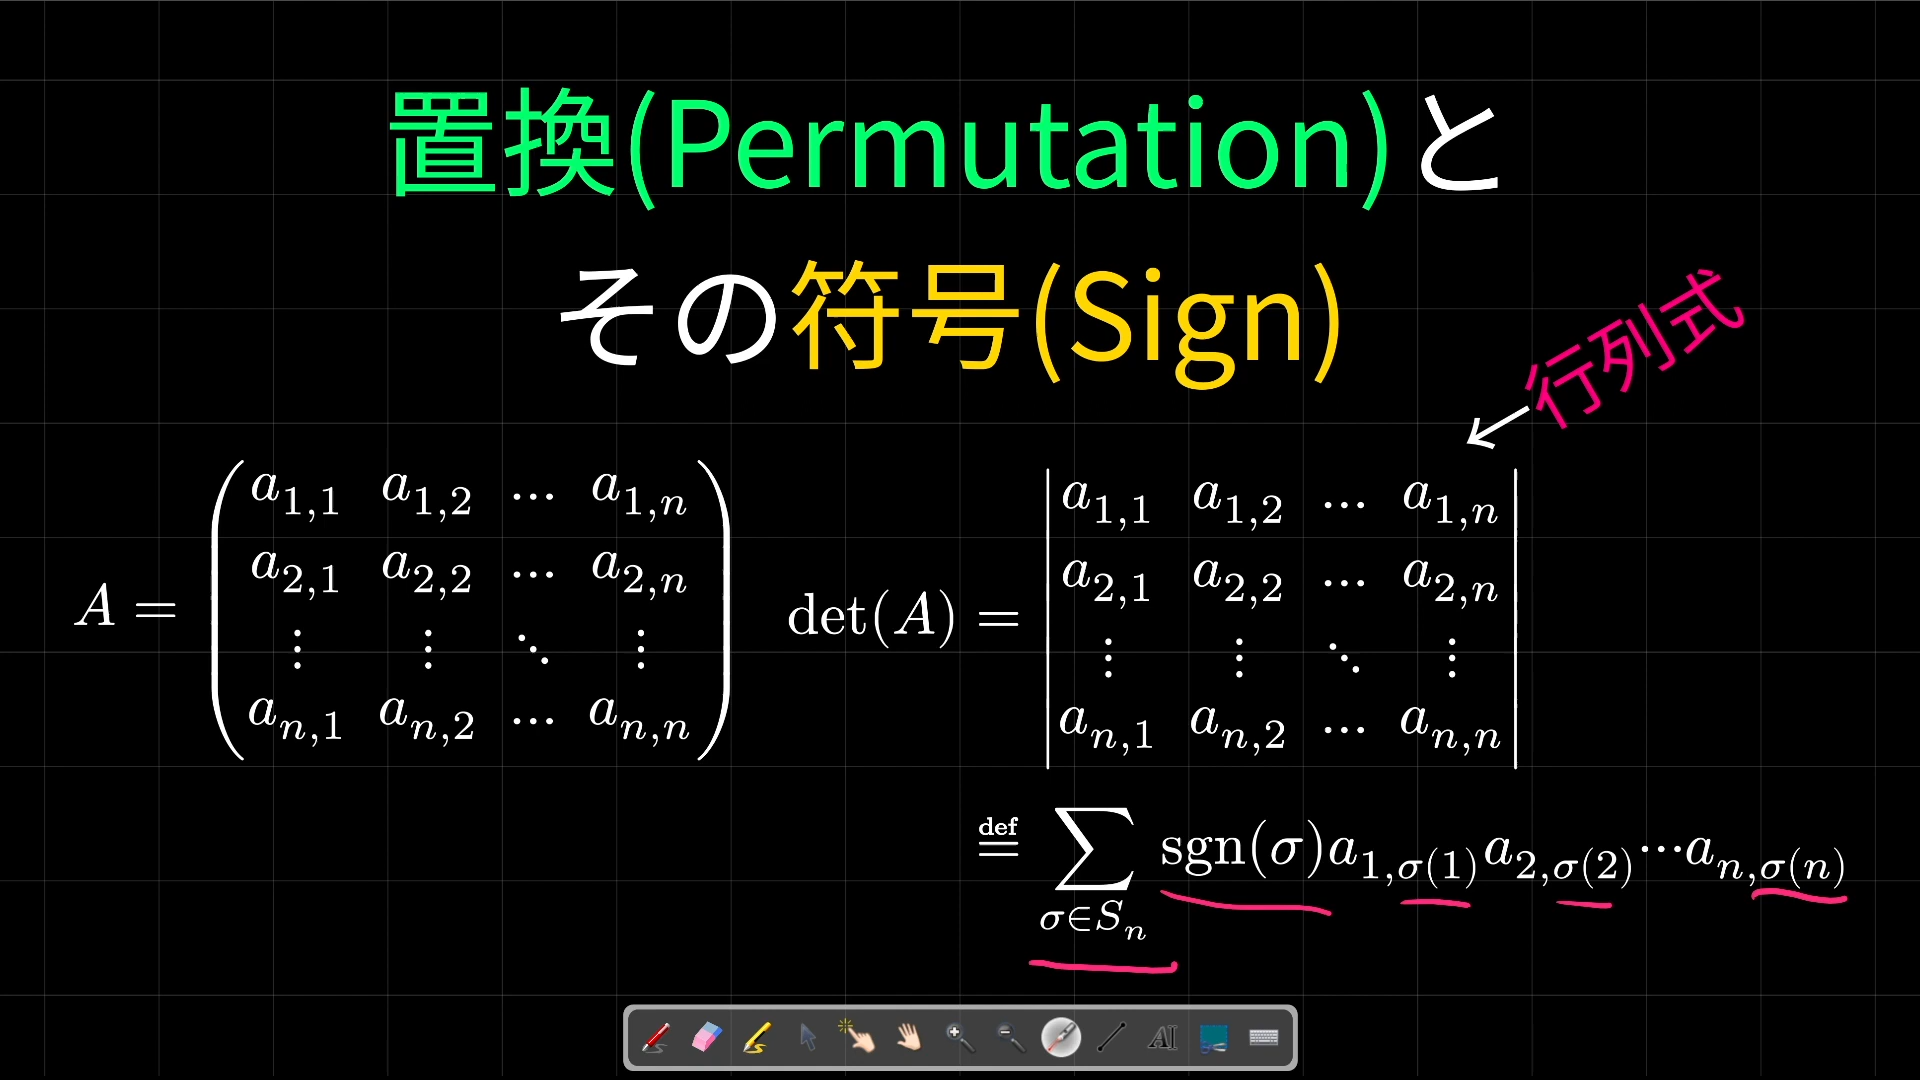 置換(Permutation)と
その符号(Sign)
行列式
A = ( a_{1,1} a_{1,2} … a_{1,n}
a_{2,1} a_{2,2} … a_{2,n}
⋮ ⋮ ⋱ ⋮
a_{n,1} a_{n,2} … a_{n,n} )
det(A) = | a_{1,1} a_{1,2} … a_{1,n}
a_{2,1} a_{2,2} … a_{2,n}
⋮ ⋮ ⋱ ⋮
a_{n,1} a_{n,2} … a_{n,n} |
def
= ∑_{σ∈S_n} sgn(σ)a_{1,σ(1)}a_{2,σ(2)}⋯a_{n,σ(n)}
AI